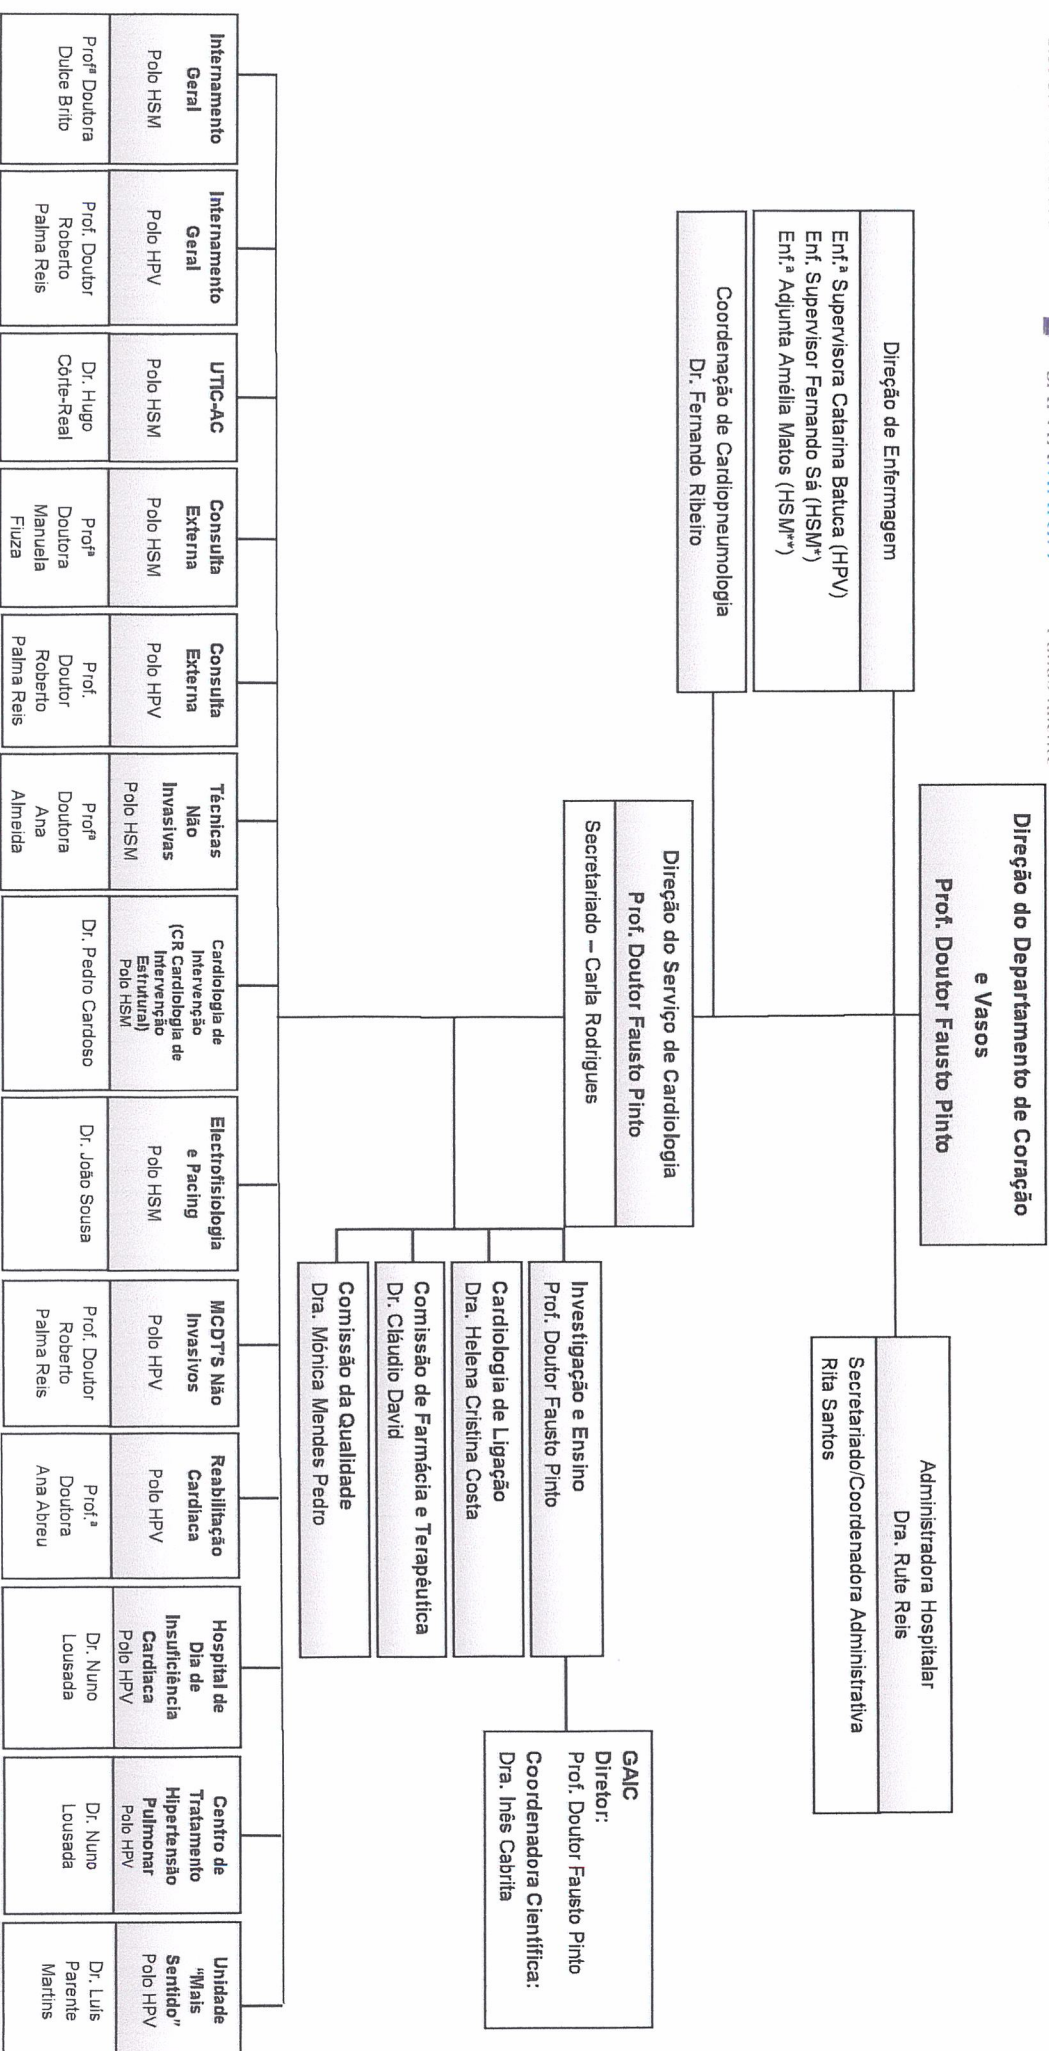 Direção do Departamento de Coração
e Vasos
Prof. Doutor Fausto Pinto
Direção de Enfermagem
Enf.ª Supervisora Catarina Batuca (HPV)
Enf. Supervisor Fernando Sá (HSM*)
Enf.ª Adjunta Amélia Matos (HSM**)
Coordenação de Cardiopneumologia
Dr. Fernando Ribeiro
Administradora Hospitalar
Dra. Rute Reis
Secretariado/Coordenadora Administrativa
Rita Santos
Direção do Serviço de Cardiologia
Prof. Doutor Fausto Pinto
Secretariado – Carla Rodrigues
Investigação e Ensino
Prof. Doutor Fausto Pinto
Cardiologia de Ligação
Dra. Helena Cristina Costa
Comissão de Farmácia e Terapêutica
Dr. Cláudio David
Comissão da Qualidade
Dra. Mónica Mendes Pedro
GAIC
Diretor:
Prof. Doutor Fausto Pinto
Coordenadora Científica:
Dra. Inês Cabrita
Internamento
Geral
Polo HSM
Profª Doutora
Dulce Brito
Internamento
Geral
Polo HPV
Prof. Doutor
Roberto
Palma Reis
UTIC-AC
Polo HSM
Dr. Hugo
Côrte-Real
Consulta
Externa
Polo HSM
Profª
Doutora
Manuela
Fiuza
Consulta
Externa
Polo HPV
Prof.
Doutor
Roberto
Palma Reis
Técnicas
Não
Invasivas
Polo HSM
Profª
Doutora
Ana
Almeida
Cardiologia de
Intervenção
(CR Cardiologia de
Intervenção
Estrutural)
Polo HSM
Dr. Pedro Cardoso
Electrofisiologia
e Pacing
Polo HSM
Dr. João Sousa
MCDT'S Não
Invasivos
Polo HPV
Prof. Doutor
Roberto
Palma Reis
Reabilitação
Cardiaca
Polo HPV
Prof.ª
Doutora
Ana Abreu
Hospital de
Dia de
Insuficiência
Cardíaca
Polo HPV
Dr. Nuno
Lousada
Centro de
Tratamento
Hipertensão
Pulmonar
Polo HPV
Dr. Nuno
Lousada
Unidade
"Mais
Sentido"
Polo HPV
Dr. Luis
Parente
Martins